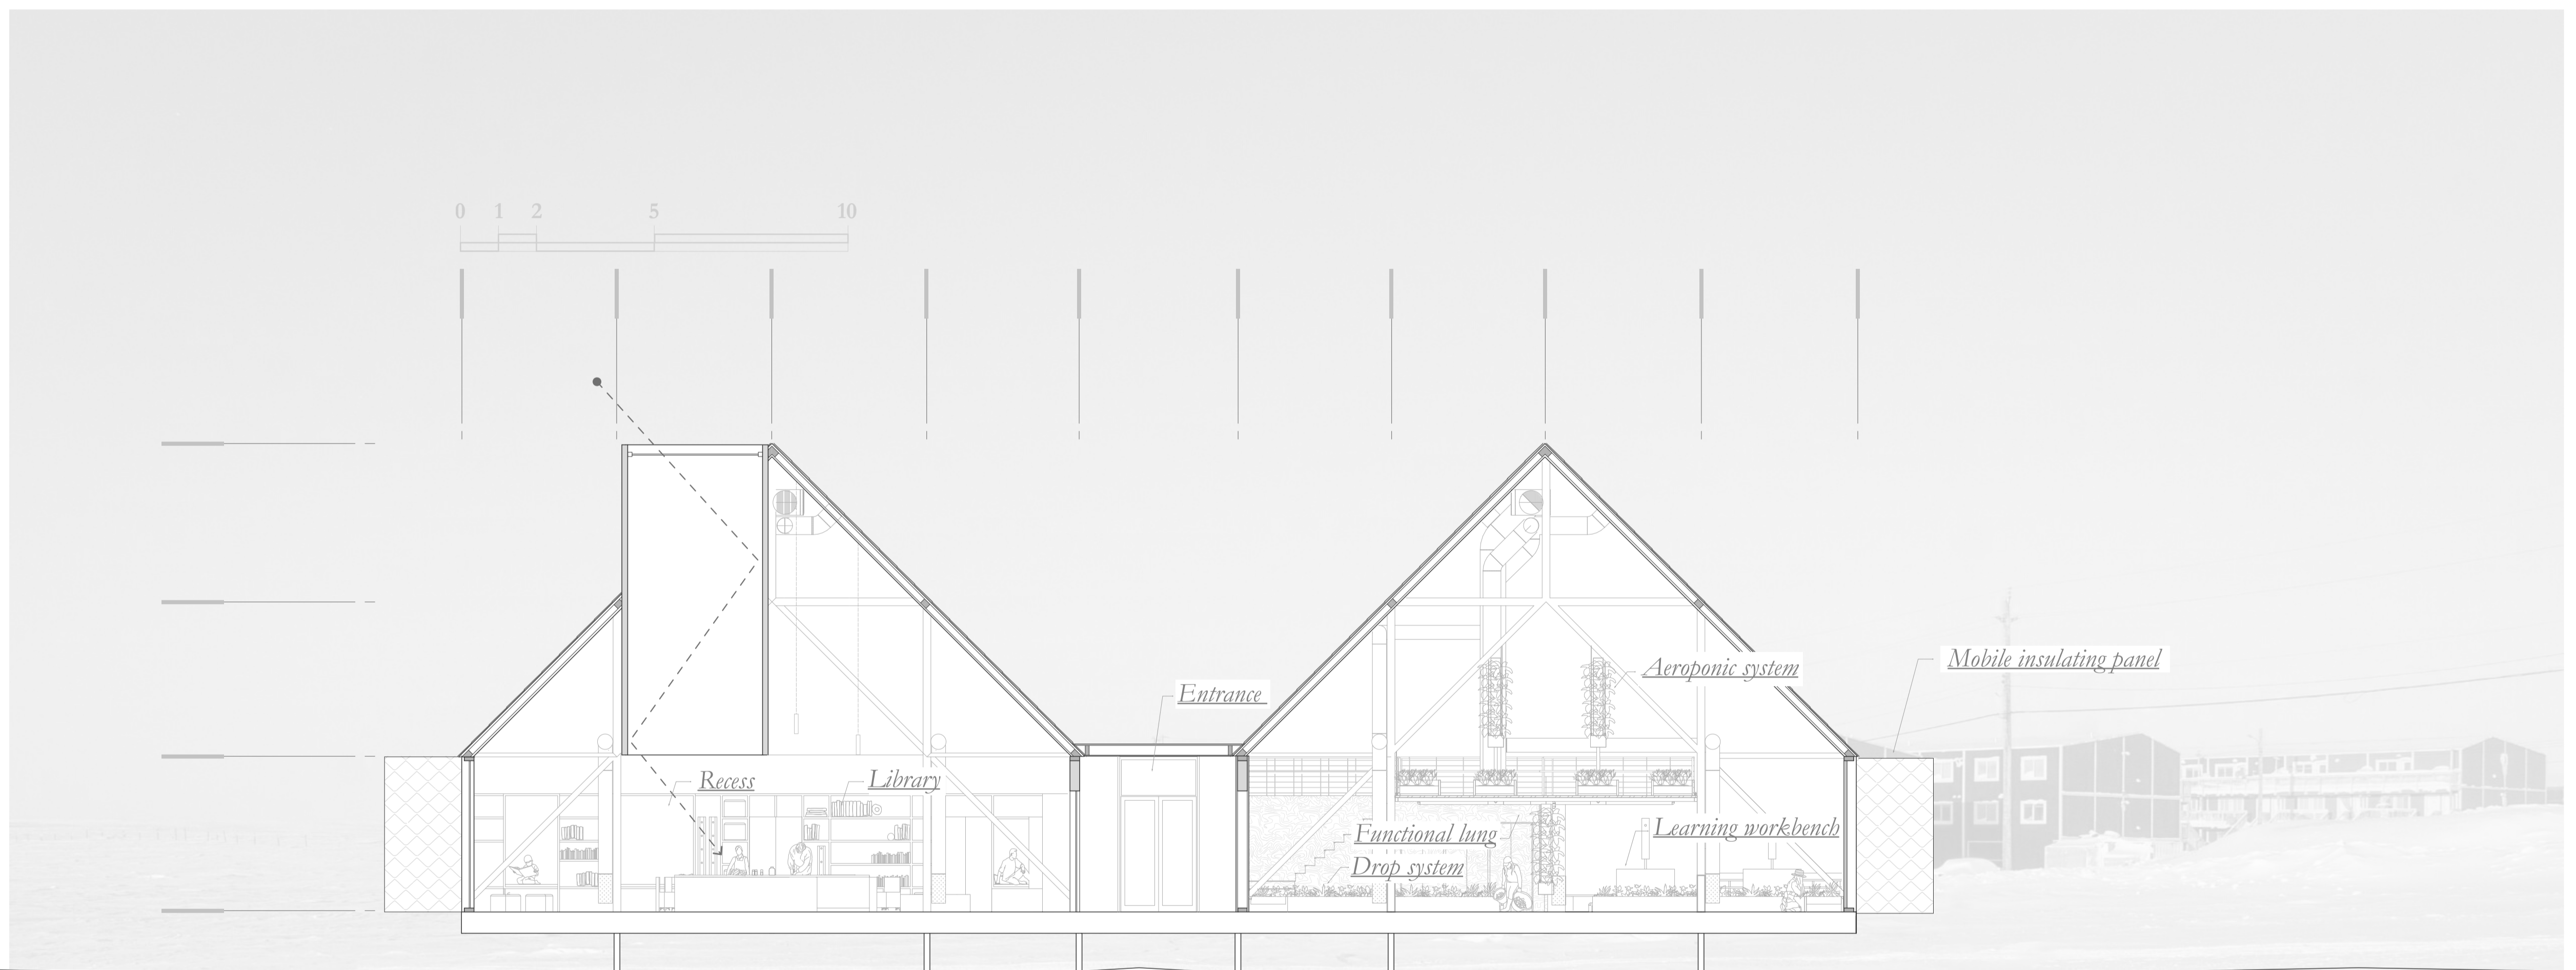 0 1 2 5 10
Entrance
Aeroponic system
Mobile insulating panel
Recess
Library
Functional lung
Learning workbench
Drop system